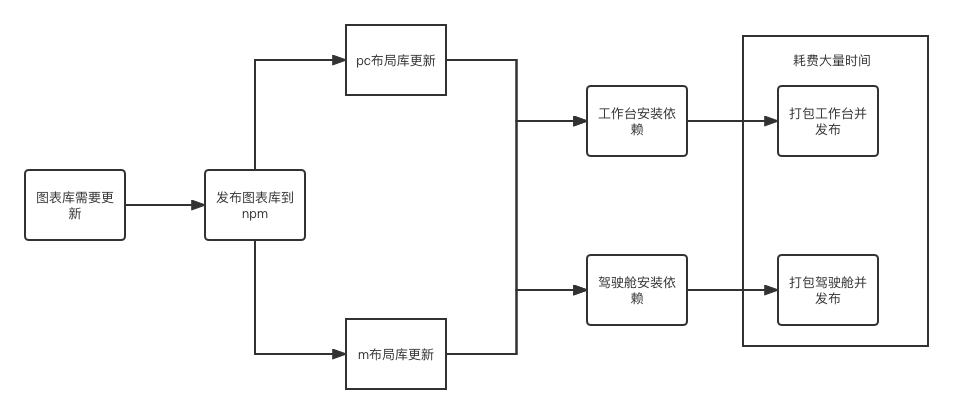 图表库需要更
新
发布图表库到
npm
pc布局库更新
m布局库更新
工作台安装依
赖
驾驶舱安装依
赖
耗费大量时间
打包工作台并
发布
打包驾驶舱并
发布